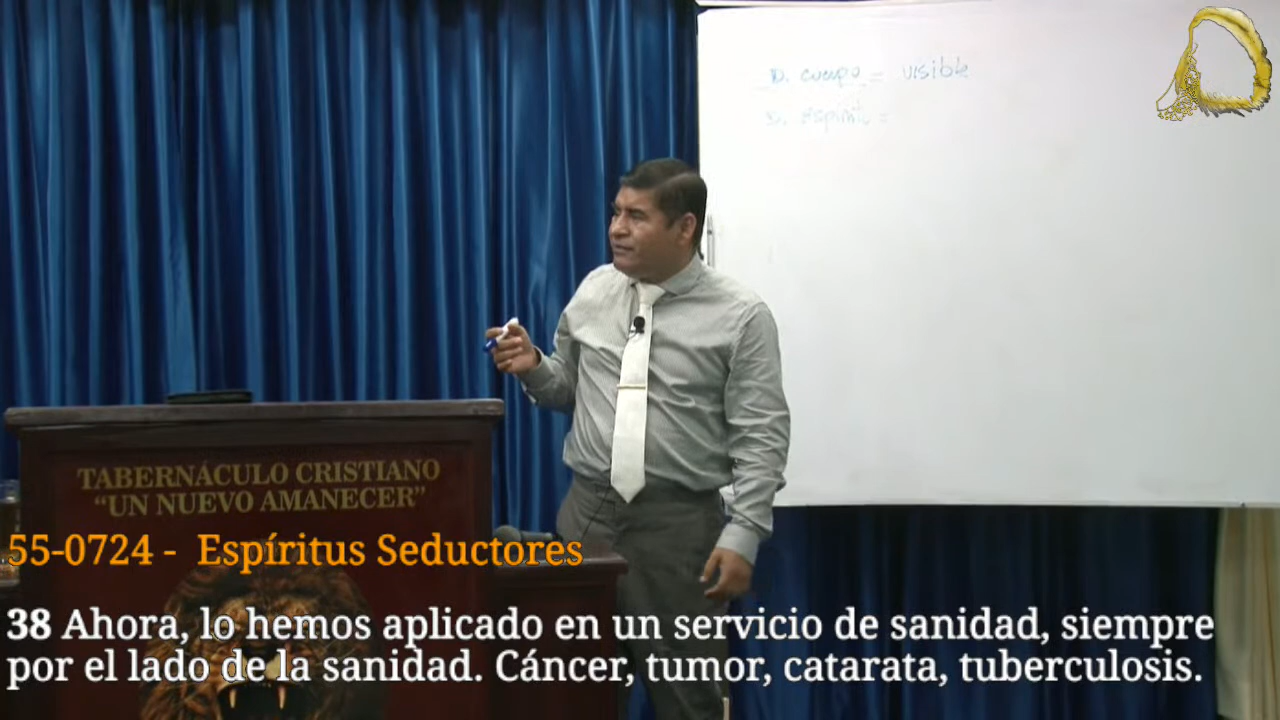 D. cuerpo = visible
D. espirit =
TABERNÁCULO CRISTIANO
“UN NUEVO AMANECER”
55-0724 - Espíritus Seductores
38 Ahora, lo hemos aplicado en un servicio de sanidad, siempre
por el lado de la sanidad. Cáncer, tumor, catarata, tuberculosis.